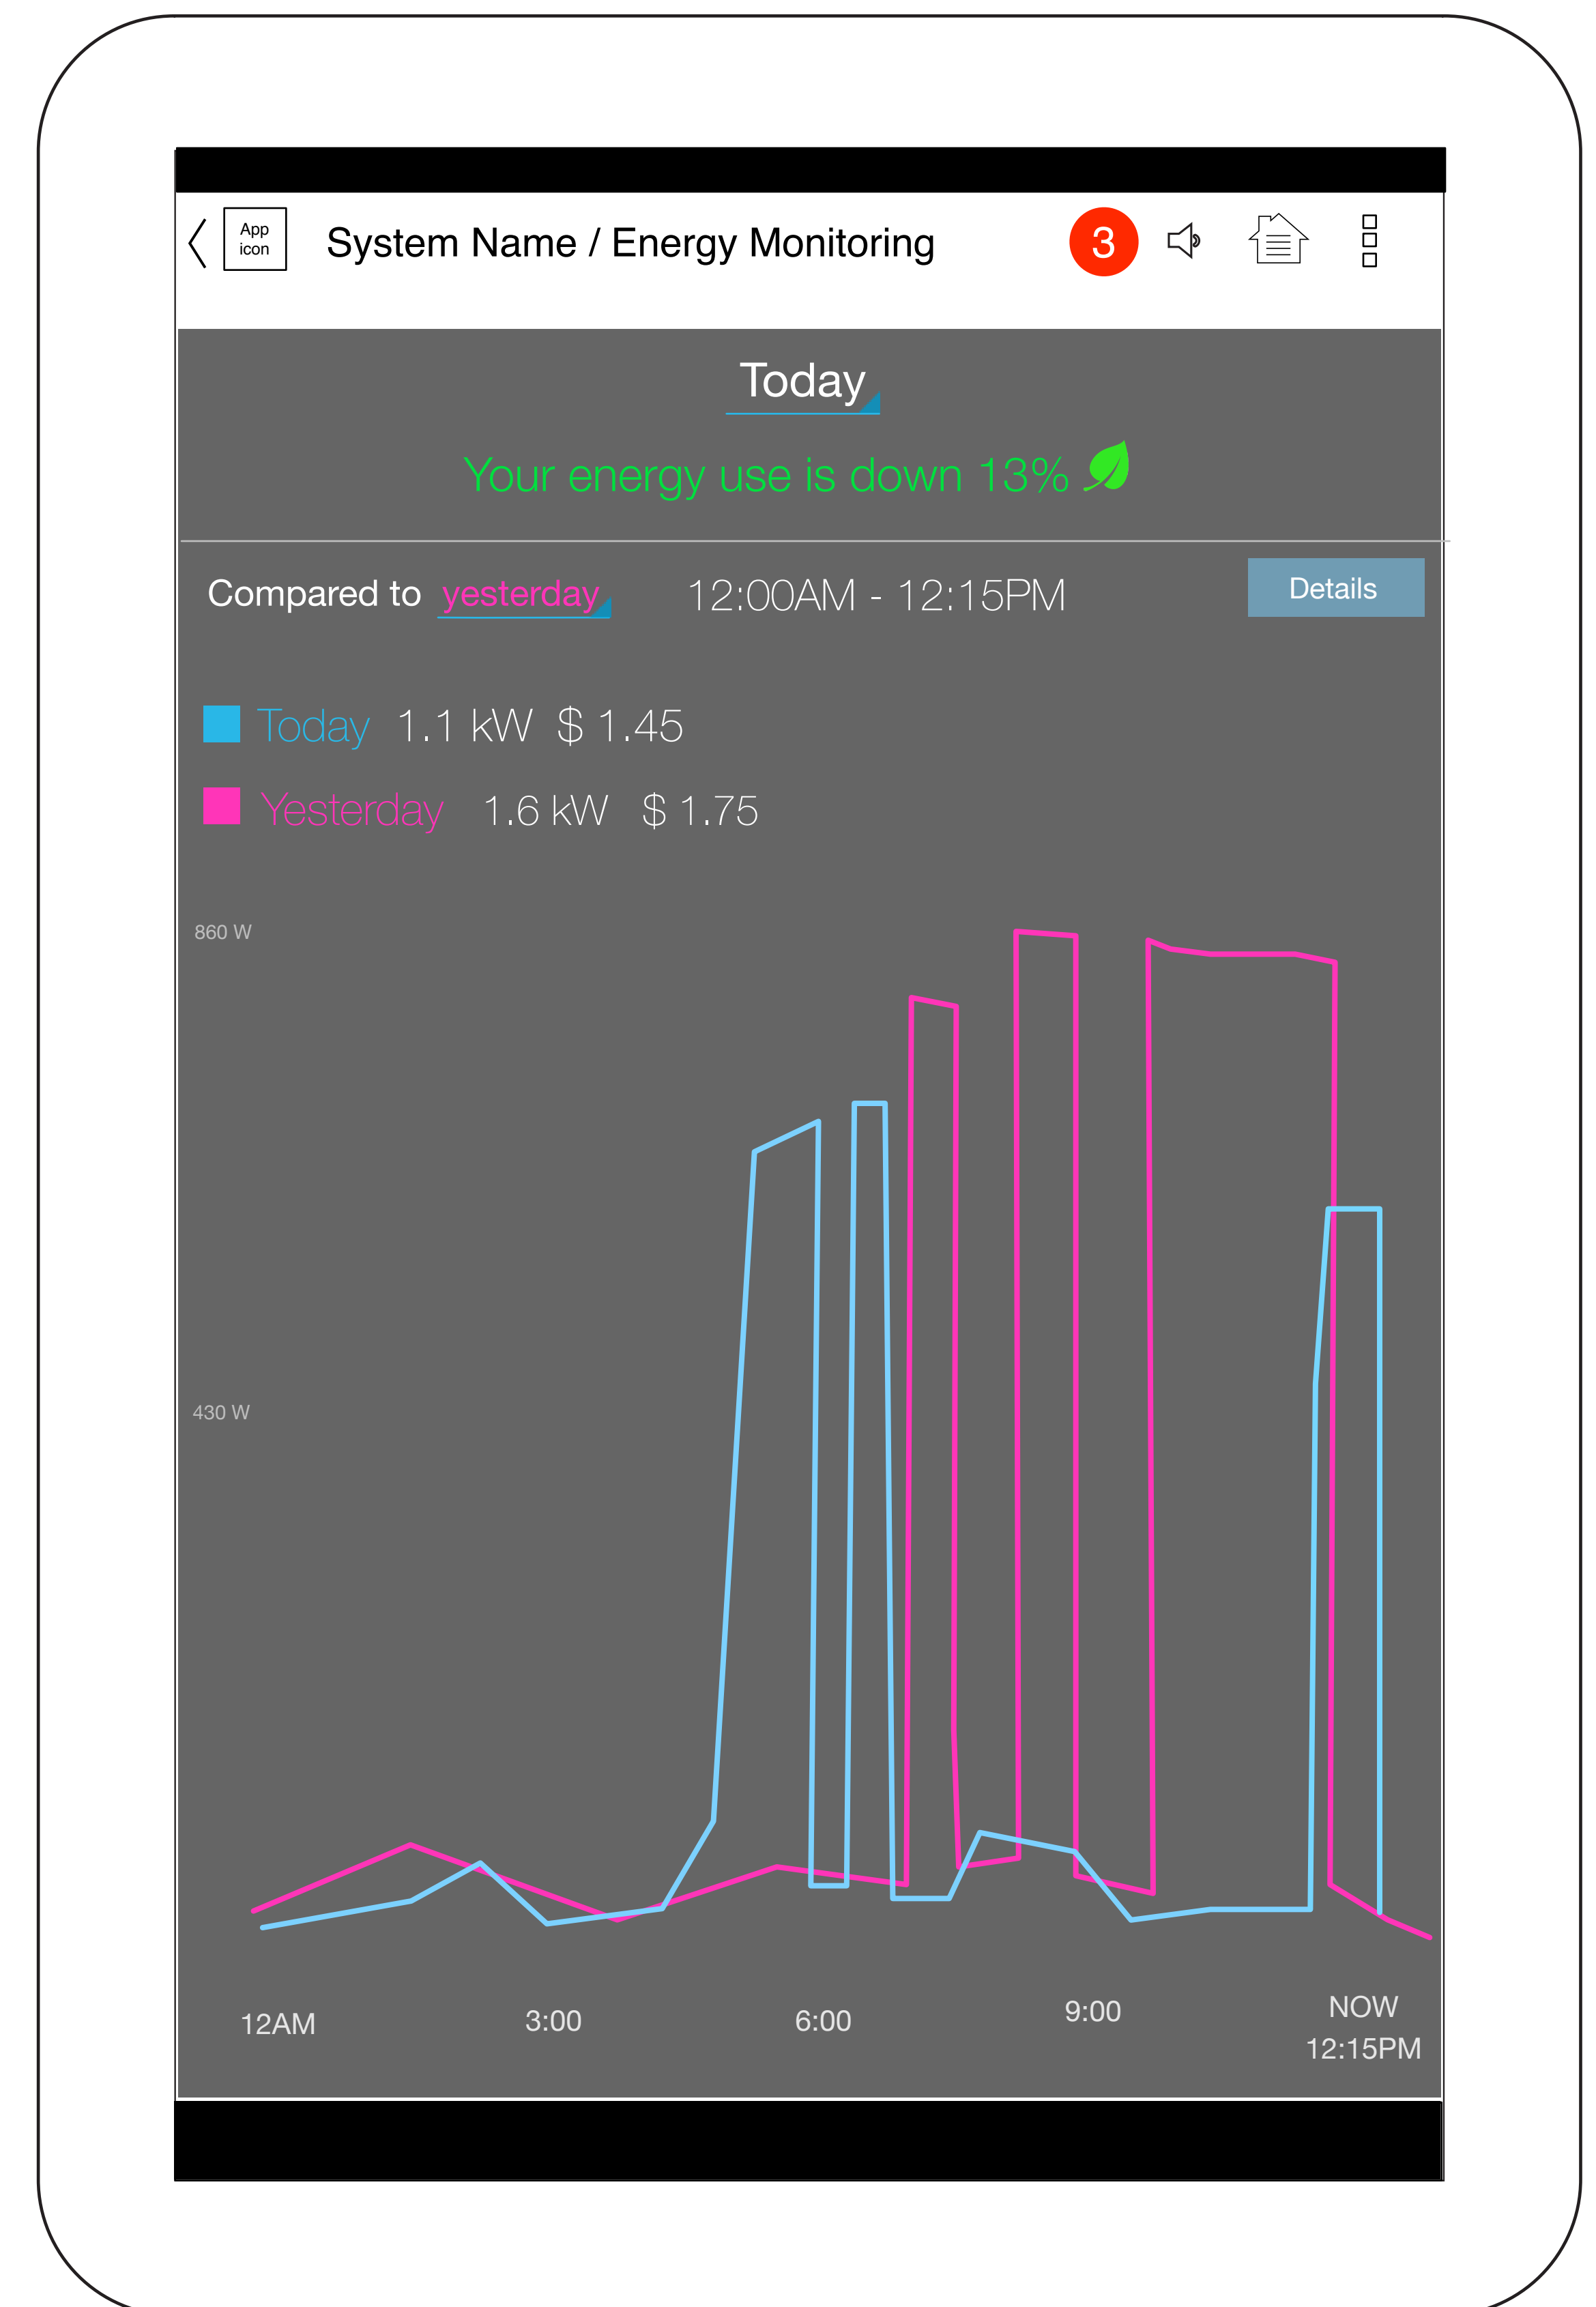 App
icon
System Name / Energy Monitoring
3
Today
Your energy use is down 13%
Compared to yesterday 12:00AM - 12:15PM
Details
Today 1.1 kW $ 1.45
Yesterday 1.6 kW $ 1.75
860 W
430 W
12AM 3:00 6:00 9:00 NOW
12:15PM